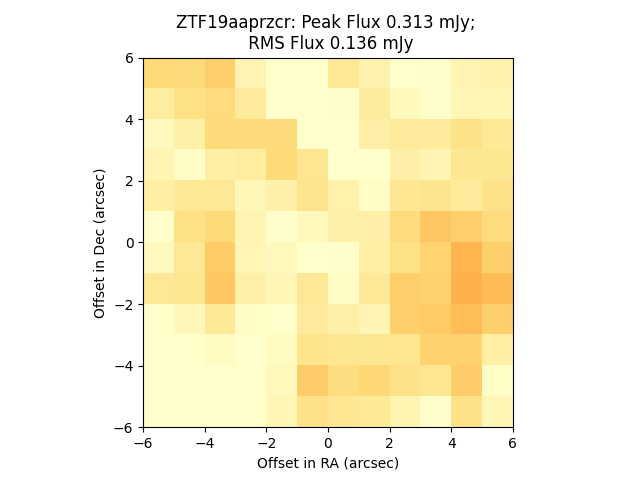 ZTF19aaprzcr: Peak Flux 0.313 mJy;
RMS Flux 0.136 mJy
6
4
2
0
−2
−4
−6
Offset in Dec (arcsec)
−6 −4 −2 0 2 4 6
Offset in RA (arcsec)